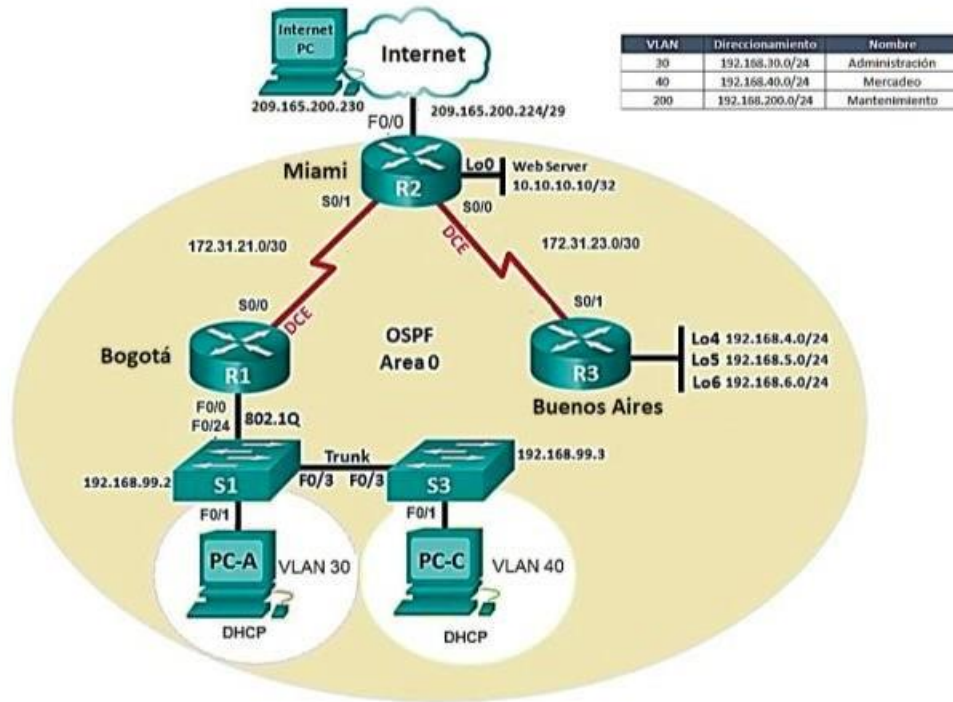 Internet
PC
Internet
209.165.200.230
209.165.200.224/29
F0/0
VLAN Direccionamiento Nombre
30 192.168.30.0/24 Administración
40 192.168.40.0/24 Mercadeo
200 192.168.200.0/24 Mantenimiento
Miami
R2
Lo0
Web Server
10.10.10.10/32
S0/1
S0/0
DCE
172.31.21.0/30
172.31.23.0/30
S0/0
DCE
S0/1
Bogotá
R1
OSPF
Area 0
R3
Buenos Aires
Lo4 192.168.4.0/24
Lo5 192.168.5.0/24
Lo6 192.168.6.0/24
F0/0
F0/24
802.1Q
Trunk
192.168.99.2
S1
F0/3
F0/3
S3
192.168.99.3
F0/1
F0/1
PC-A
VLAN 30
PC-C
VLAN 40
DHCP
DHCP